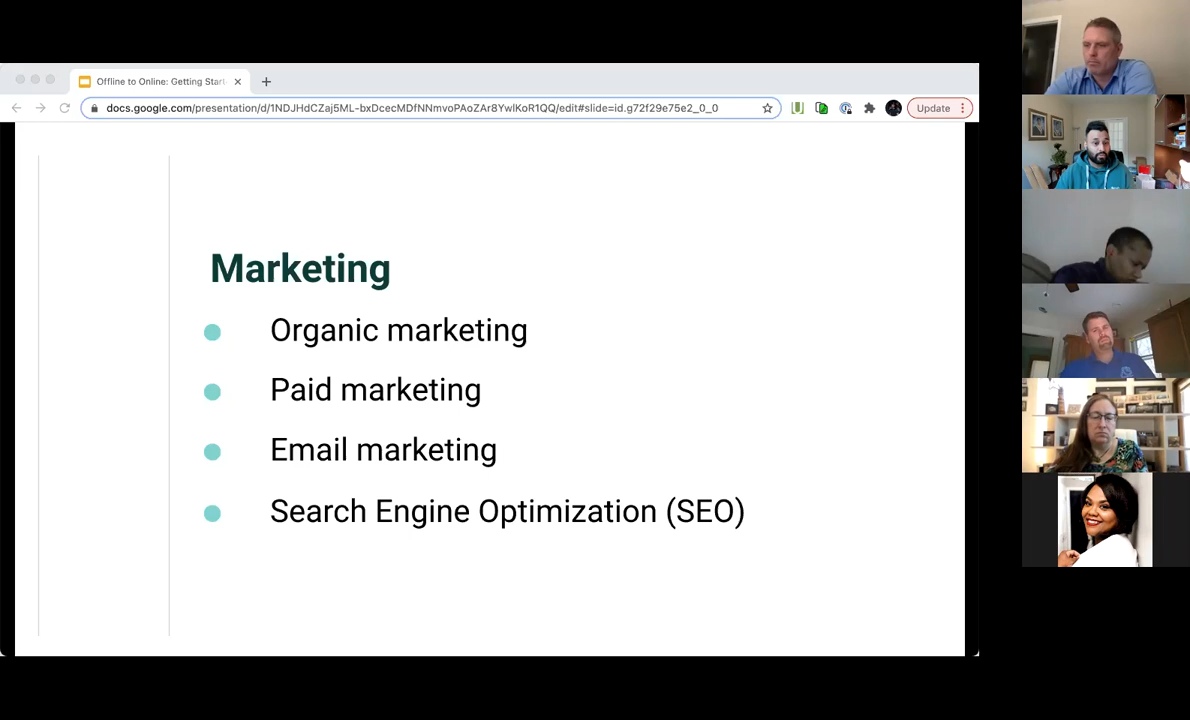 Offline to Online: Getting Start
docs.google.com/presentation/d/1NDJHdCZaj5ML-bxDcecMDfNNmvoPAoZAr8YwlKoR1QQ/edit#slide=id.g72f29e75e2_0_0
Update
Marketing
Organic marketing
Paid marketing
Email marketing
Search Engine Optimization (SEO)